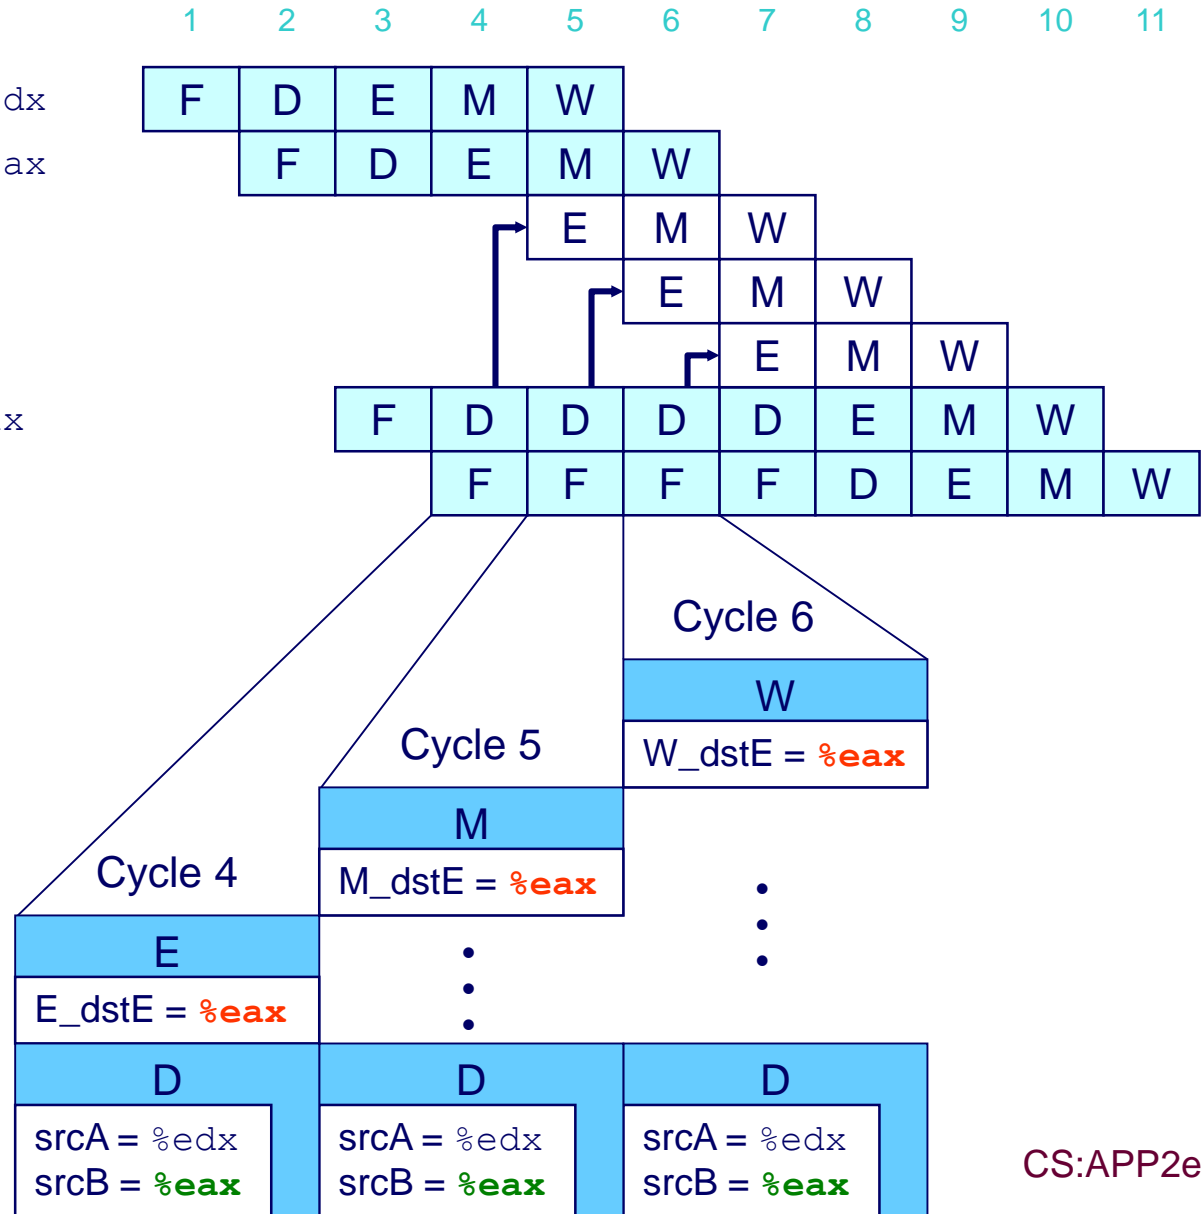 1 2 3 4 5 6 7 8 9 10 11
dx F D E M W
ax F D E M W
E M W
E M W
E M W
x F D D D D E M W
F F F F D E M W
Cycle 6
W
W_dstE = %eax
Cycle 5
M
M_dstE = %eax
Cycle 4
E
E_dstE = %eax
D D D
srcA = %edx srcA = %edx srcA = %edx
srcB = %eax srcB = %eax srcB = %eax
CS:APP2e